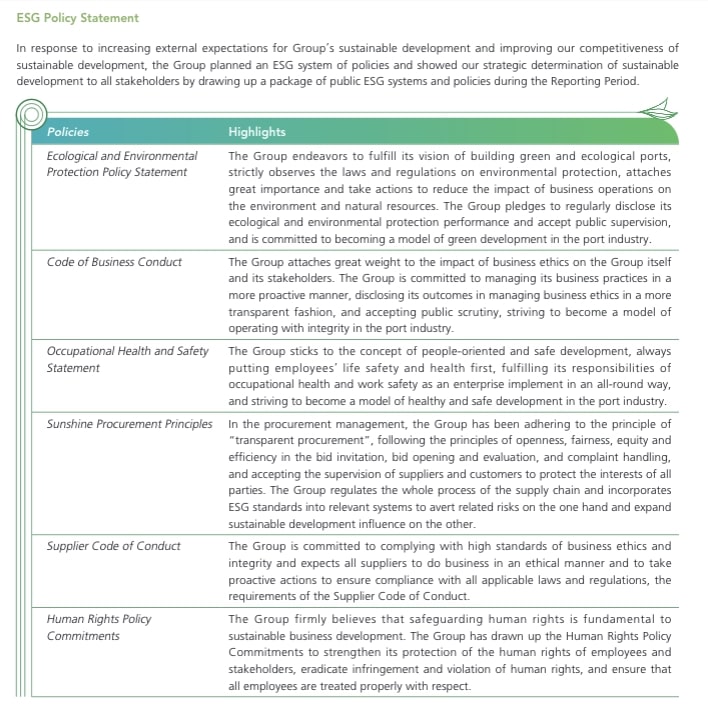 ESG Policy Statement
In response to increasing external expectations for Group's sustainable development and improving our competitiveness of
sustainable development, the Group planned an ESG system of policies and showed our strategic determination of sustainable
development to all stakeholders by drawing up a package of public ESG systems and policies during the Reporting Period.
Policies Highlights
Ecological and Environmental
Protection Policy Statement
The Group endeavors to fulfill its vision of building green and ecological ports,
strictly observes the laws and regulations on environmental protection, attaches
great importance and take actions to reduce the impact of business operations on
the environment and natural resources. The Group pledges to regularly disclose its
ecological and environmental protection performance and accept public supervision,
and is committed to becoming a model of green development in the port industry.
Code of Business Conduct
The Group attaches great weight to the impact of business ethics on the Group itself
and its stakeholders. The Group is committed to managing its business practices in a
more proactive manner, disclosing its outcomes in managing business ethics in a more
transparent fashion, and accepting public scrutiny, striving to become a model of
operating with integrity in the port industry.
Occupational Health and Safety
Statement
The Group sticks to the concept of people-oriented and safe development, always
putting employees' life safety and health first, fulfilling its responsibilities of
occupational health and work safety as an enterprise implement in an all-round way,
and striving to become a model of healthy and safe development in the port industry.
Sunshine Procurement Principles
In the procurement management, the Group has been adhering to the principle of
"transparent procurement", following the principles of openness, fairness, equity and
efficiency in the bid invitation, bid opening and evaluation, and complaint handling,
and accepting the supervision of suppliers and customers to protect the interests of all
parties. The Group regulates the whole process of the supply chain and incorporates
ESG standards into relevant systems to avert related risks on the one hand and expand
sustainable development influence on the other.
Supplier Code of Conduct
The Group is committed to complying with high standards of business ethics and
integrity and expects all suppliers to do business in an ethical manner and to take
proactive actions to ensure compliance with all applicable laws and regulations, the
requirements of the Supplier Code of Conduct.
Human Rights Policy
Commitments
The Group firmly believes that safeguarding human rights is fundamental to
sustainable business development. The Group has drawn up the Human Rights Policy
Commitments to strengthen its protection of the human rights of employees and
stakeholders, eradicate infringement and violation of human rights, and ensure that
all employees are treated properly with respect.